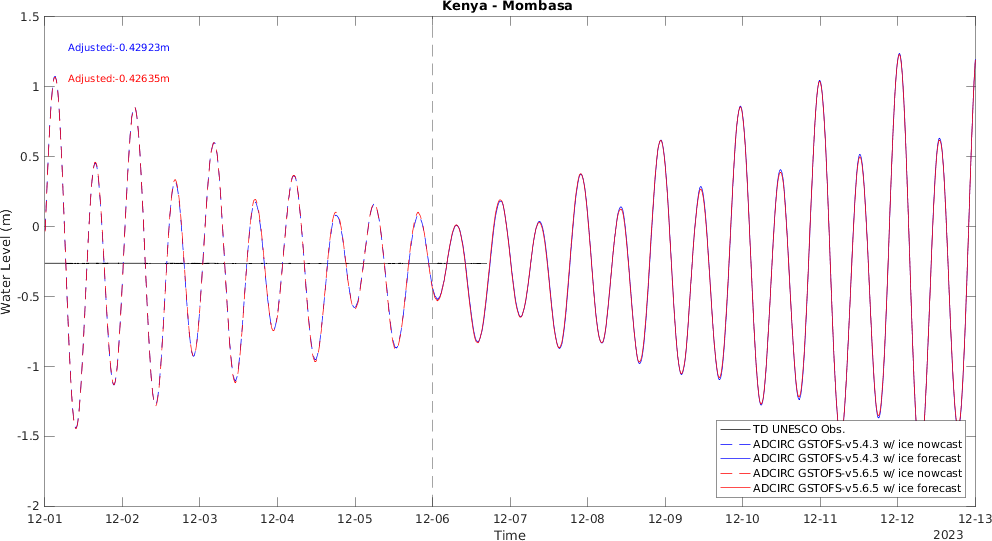 Kenya - Mombasa
Adjusted:-0.42923m
Adjusted:-0.42635m
Water Level (m)
1.5
1
0.5
0
-0.5
-1
-1.5
-2
TD UNESCO Obs.
ADCIRC GSTOFS-v5.4.3 w/ ice nowcast
ADCIRC GSTOFS-v5.4.3 w/ ice forecast
ADCIRC GSTOFS-v5.6.5 w/ ice nowcast
ADCIRC GSTOFS-v5.6.5 w/ ice forecast
12-01 12-02 12-03 12-04 12-05 12-06 12-07 12-08 12-09 12-10 12-11 12-12 12-13
Time
2023